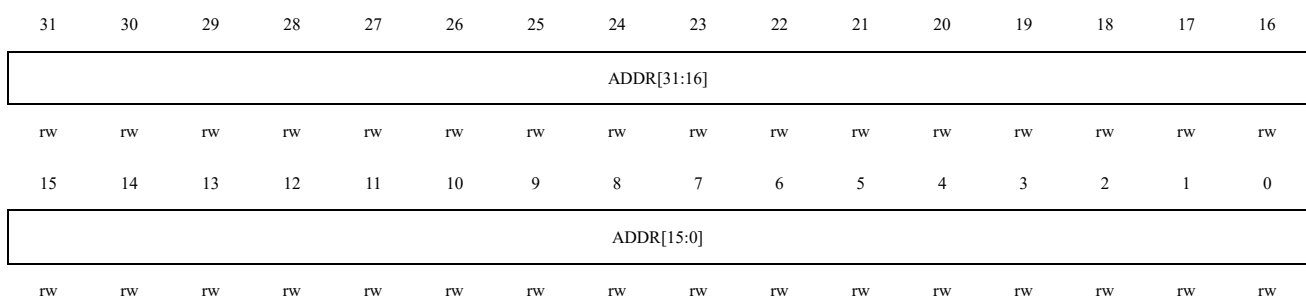 31 30 29 28 27 26 25 24 23 22 21 20 19 18 17 16
ADDR[31:16]
rw rw rw rw rw rw rw rw rw rw rw rw rw rw rw rw
15 14 13 12 11 10 9 8 7 6 5 4 3 2 1 0
ADDR[15:0]
rw rw rw rw rw rw rw rw rw rw rw rw rw rw rw rw